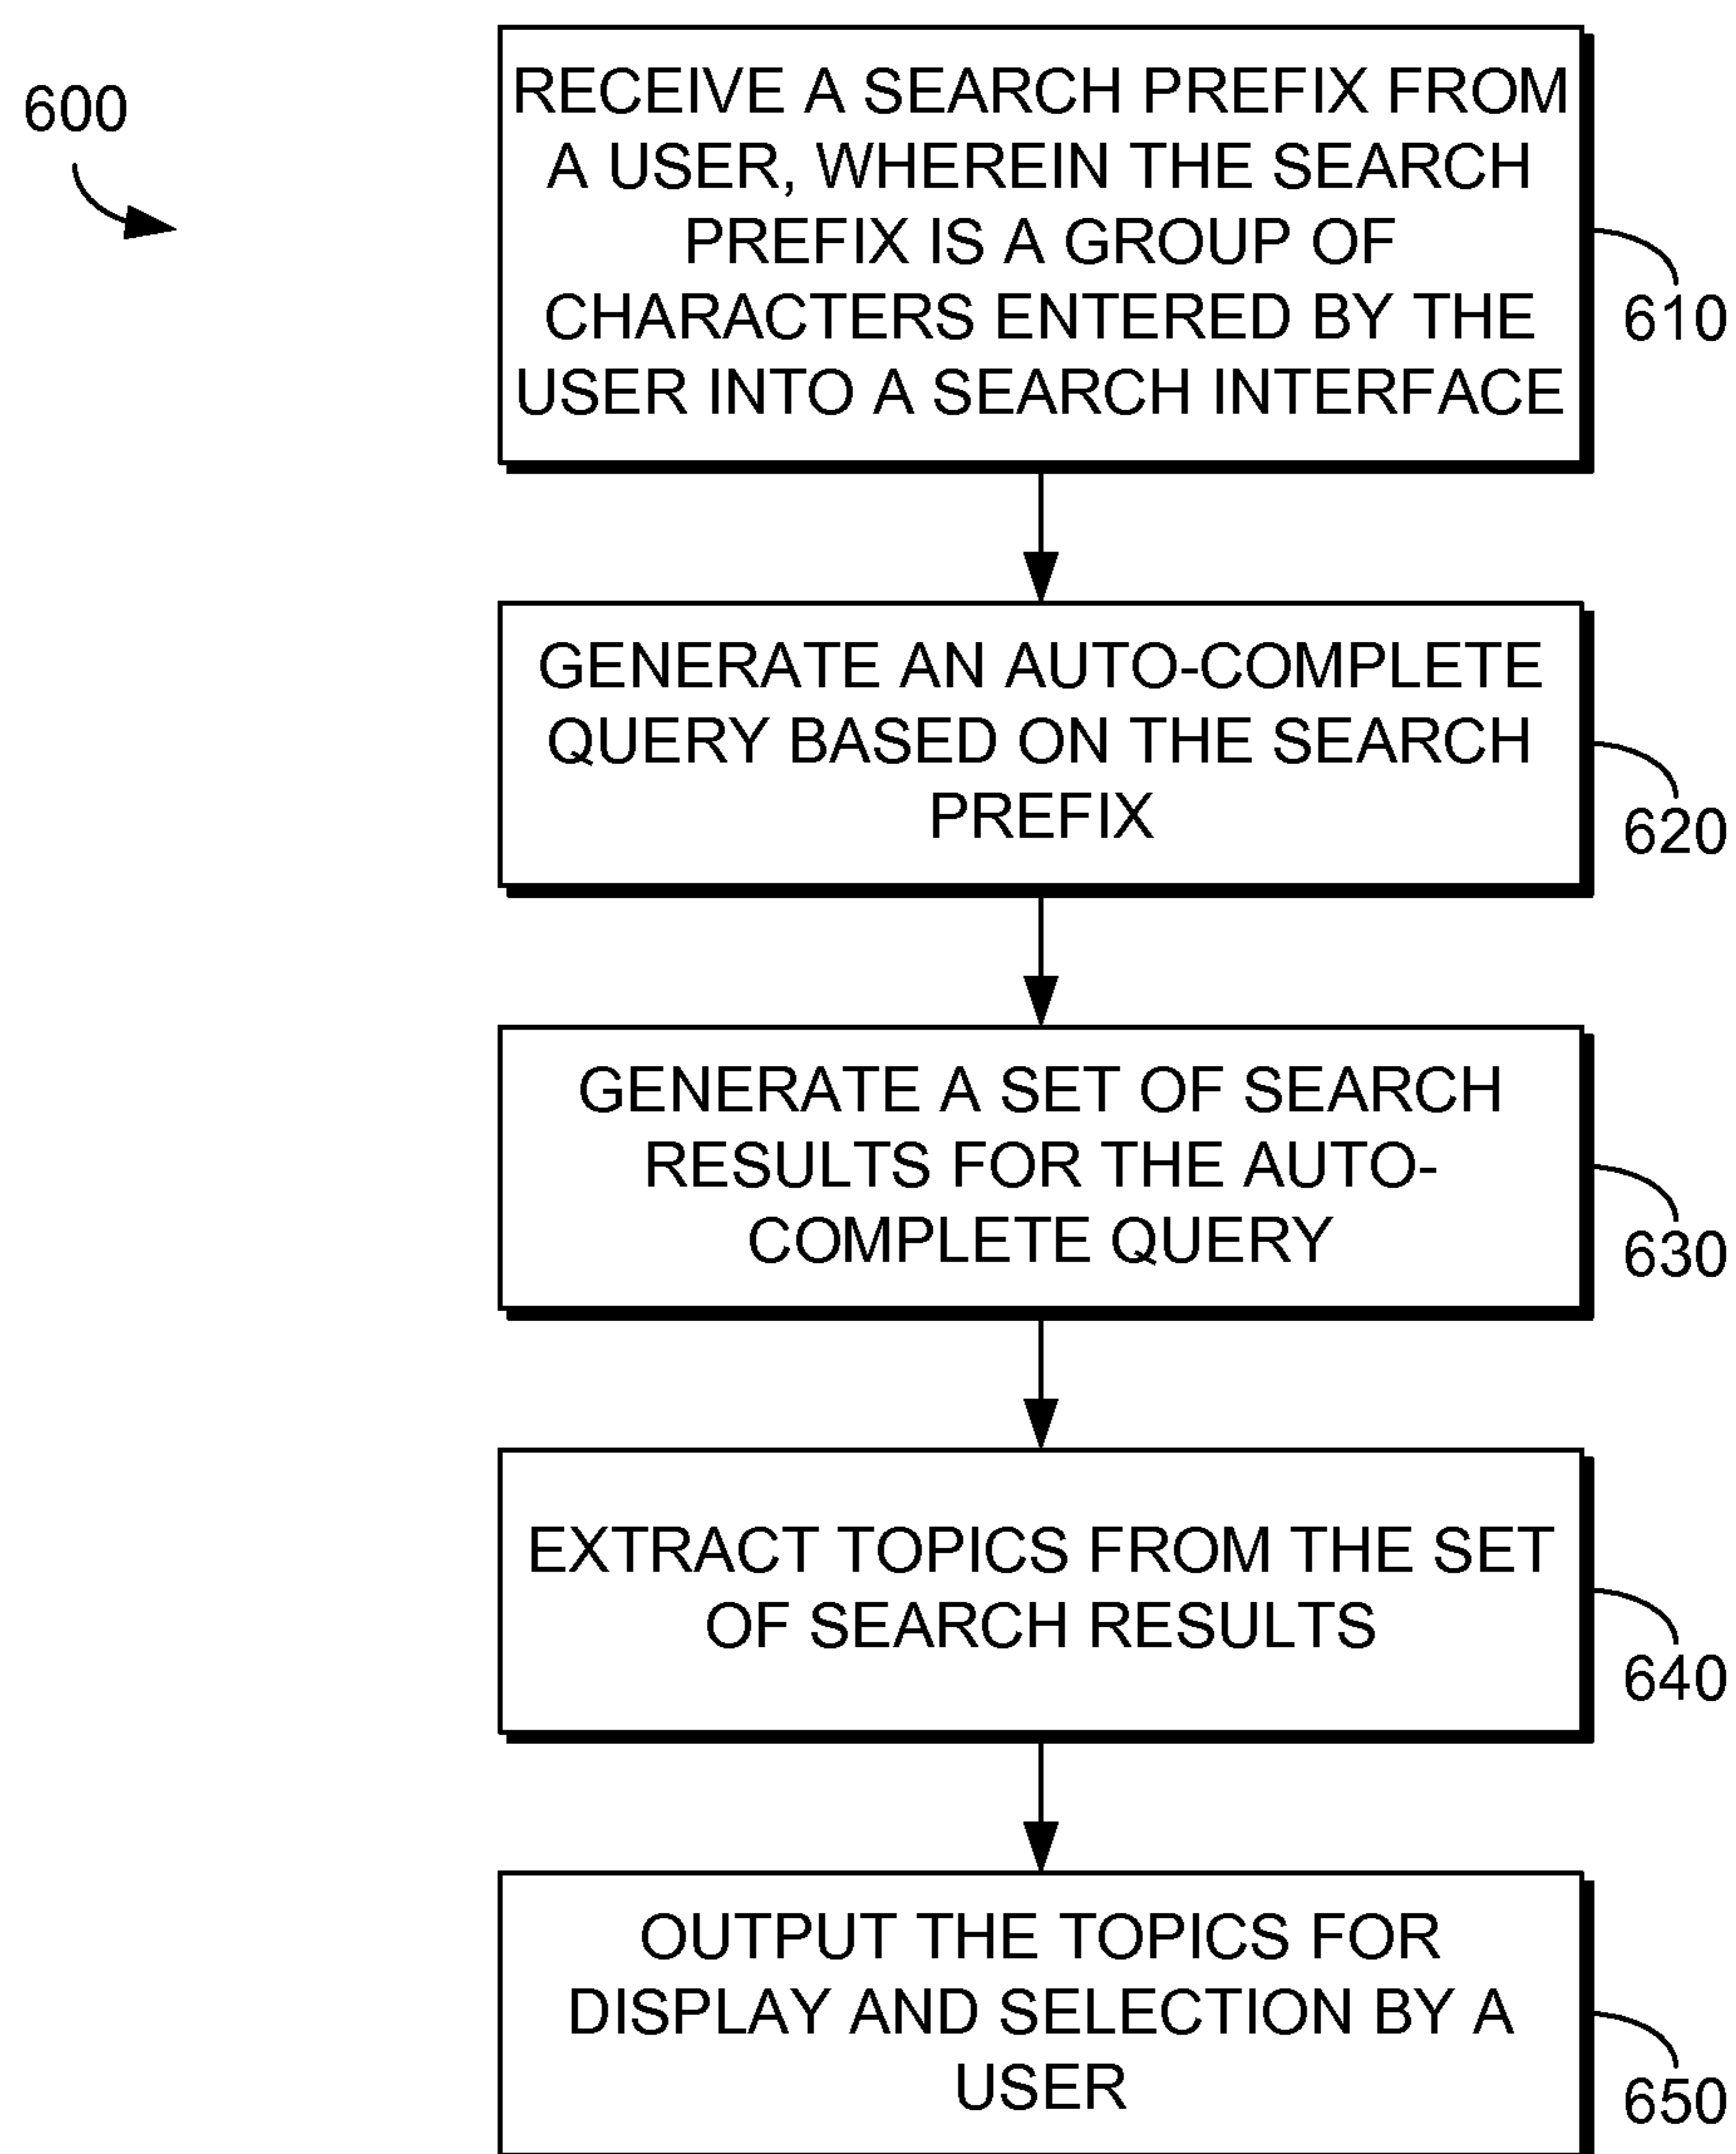 600
RECEIVE A SEARCH PREFIX FROM
A USER, WHEREIN THE SEARCH
PREFIX IS A GROUP OF
CHARACTERS ENTERED BY THE
USER INTO A SEARCH INTERFACE
610
GENERATE AN AUTO-COMPLETE
QUERY BASED ON THE SEARCH
PREFIX
620
GENERATE A SET OF SEARCH
RESULTS FOR THE AUTO-
COMPLETE QUERY
630
EXTRACT TOPICS FROM THE SET
OF SEARCH RESULTS
640
OUTPUT THE TOPICS FOR
DISPLAY AND SELECTION BY A
USER
650